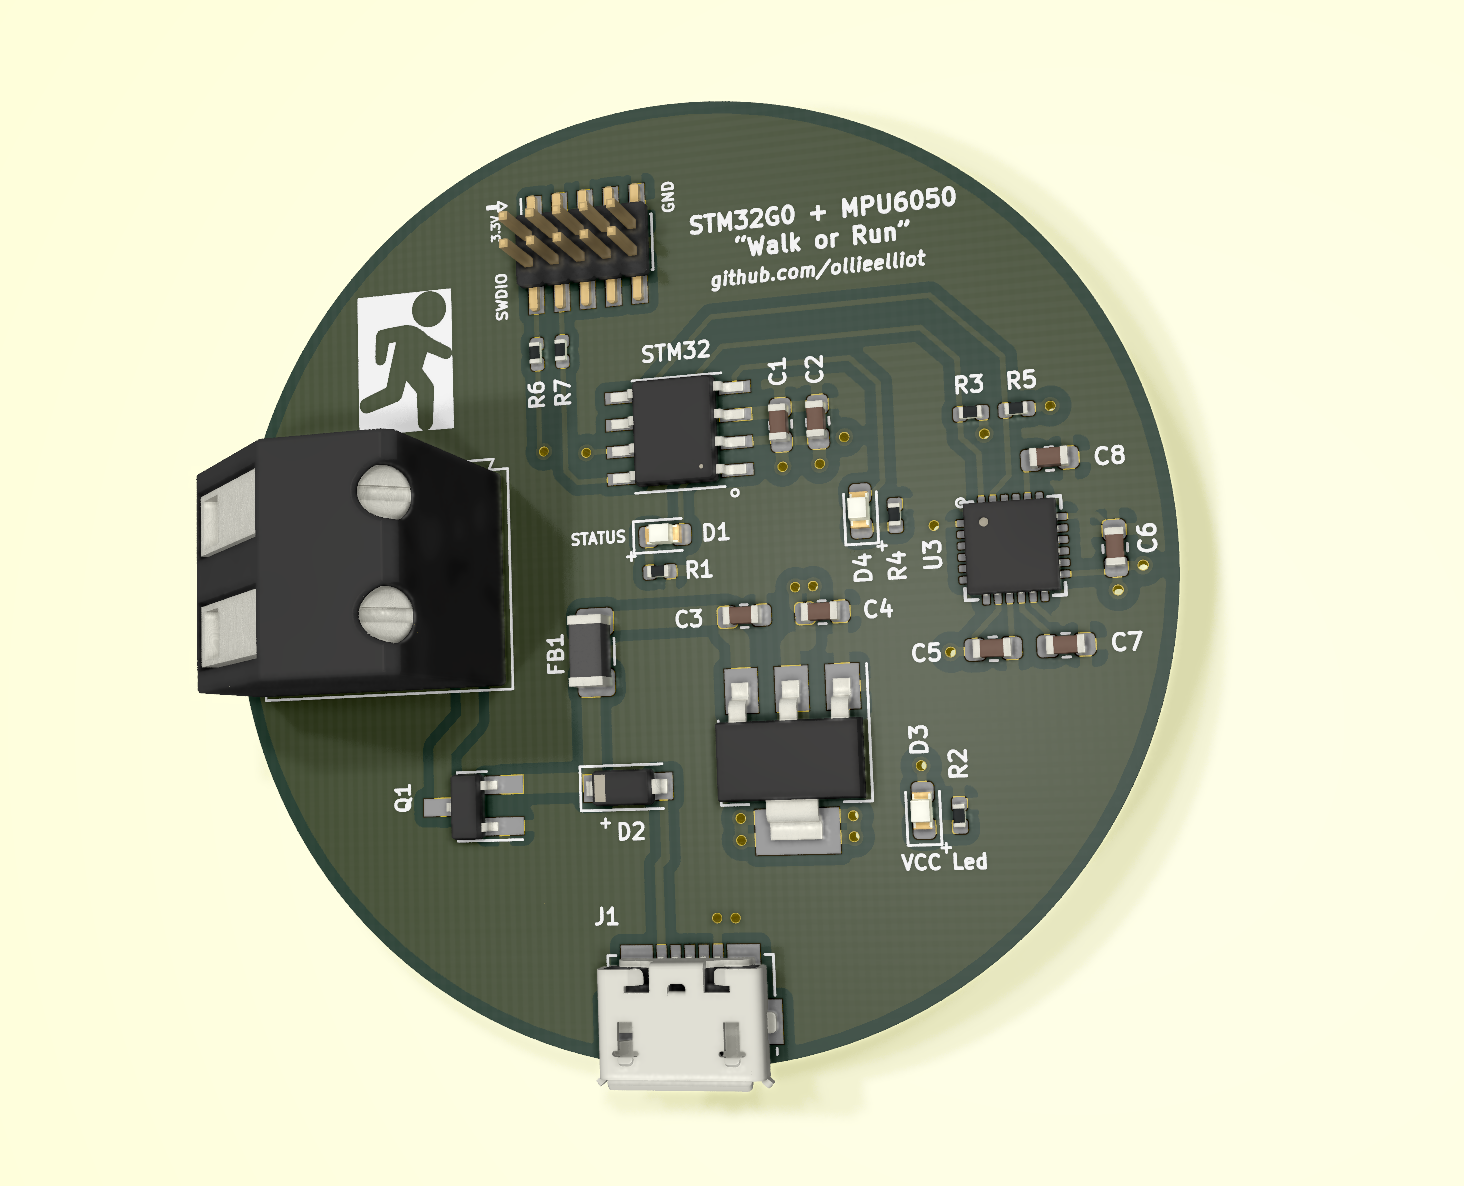 GND
3.3V
SWDIO
STM32G0 + MPU6050
"Walk or Run"
github.com/ollieelliot
STM32
C1
C2
R6
R7
R3
R5
C8
STATUS
D1
R1
D4
R4
U3
C6
C3
C4
FB1
C5
C7
D3
R2
Q1
+
D2
+
VCC Led
+
+
J1
1